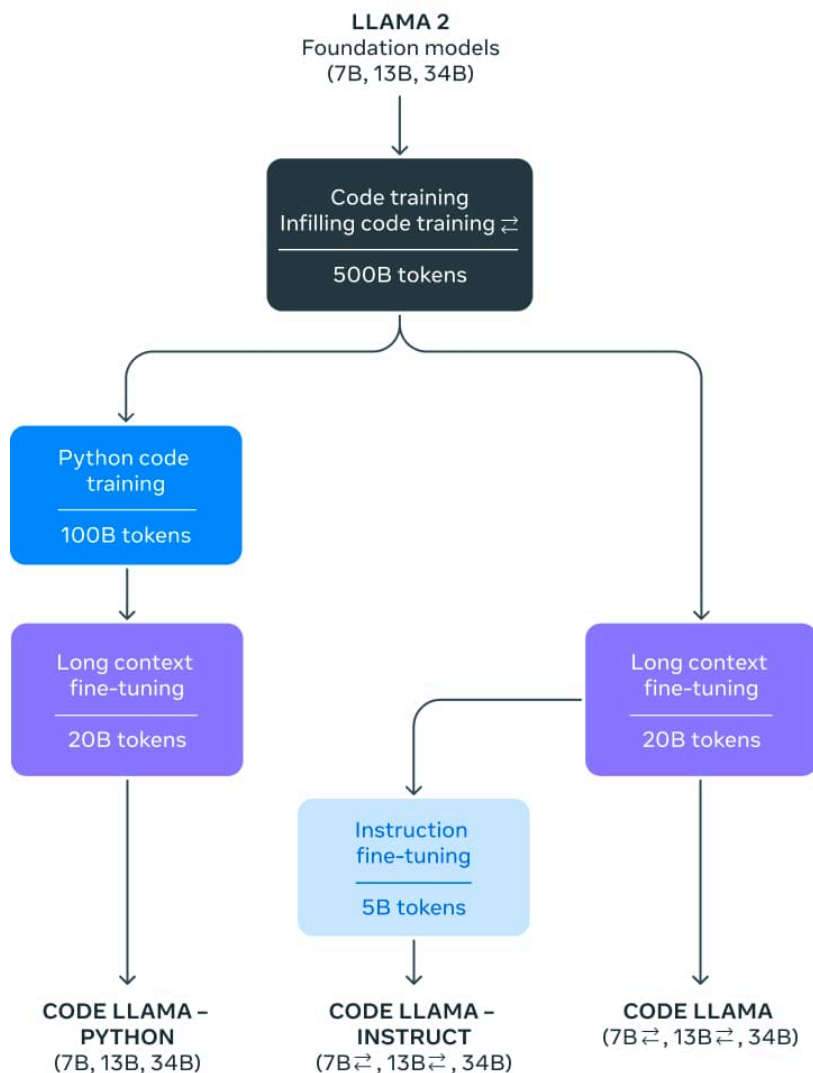 LLAMA 2
Foundation models
(7B, 13B, 34B)
Code training
Infilling code training ⇄
500B tokens
Python code
training
100B tokens
Long context
fine-tuning
20B tokens
Long context
fine-tuning
20B tokens
Instruction
fine-tuning
5B tokens
CODE LLAMA –
PYTHON
(7B, 13B, 34B)
CODE LLAMA –
INSTRUCT
(7B⇄, 13B⇄, 34B)
CODE LLAMA
(7B⇄, 13B⇄, 34B)